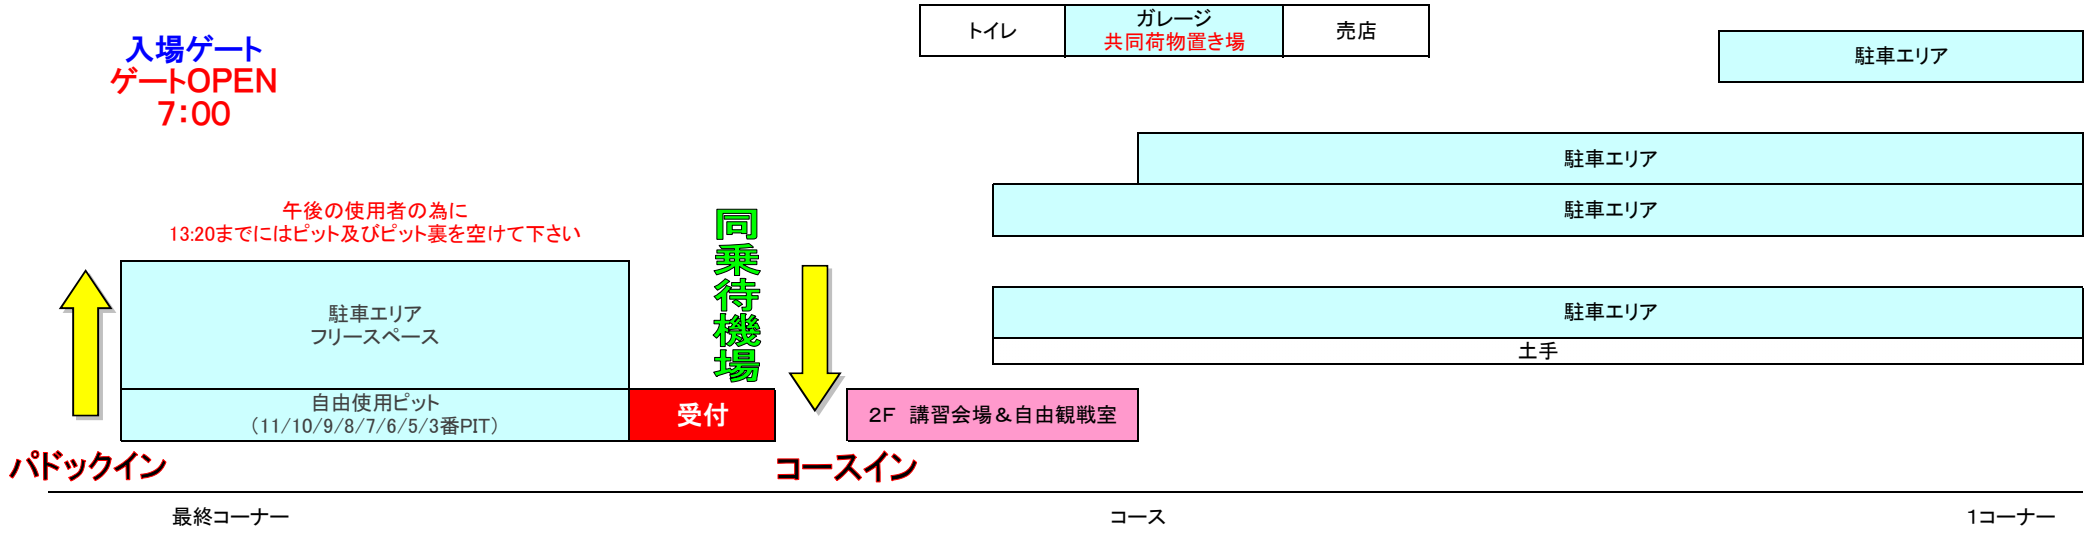 トイレ
ガレージ
共同荷物置き場
売店
入場ゲート
ゲートOPEN
7:00
駐車エリア
駐車エリア
駐車エリア
午後の使用者の為に
13:20までにはピット及びピット裏を空けて下さい
同乗待機場
駐車エリア
フリースペース
駐車エリア
土手
自由使用ピット
(11/10/9/8/7/6/5/3番PIT)
受付
2F 講習会場&自由観戦室
パドックイン
コースイン
最終コーナー
コース
1コーナー